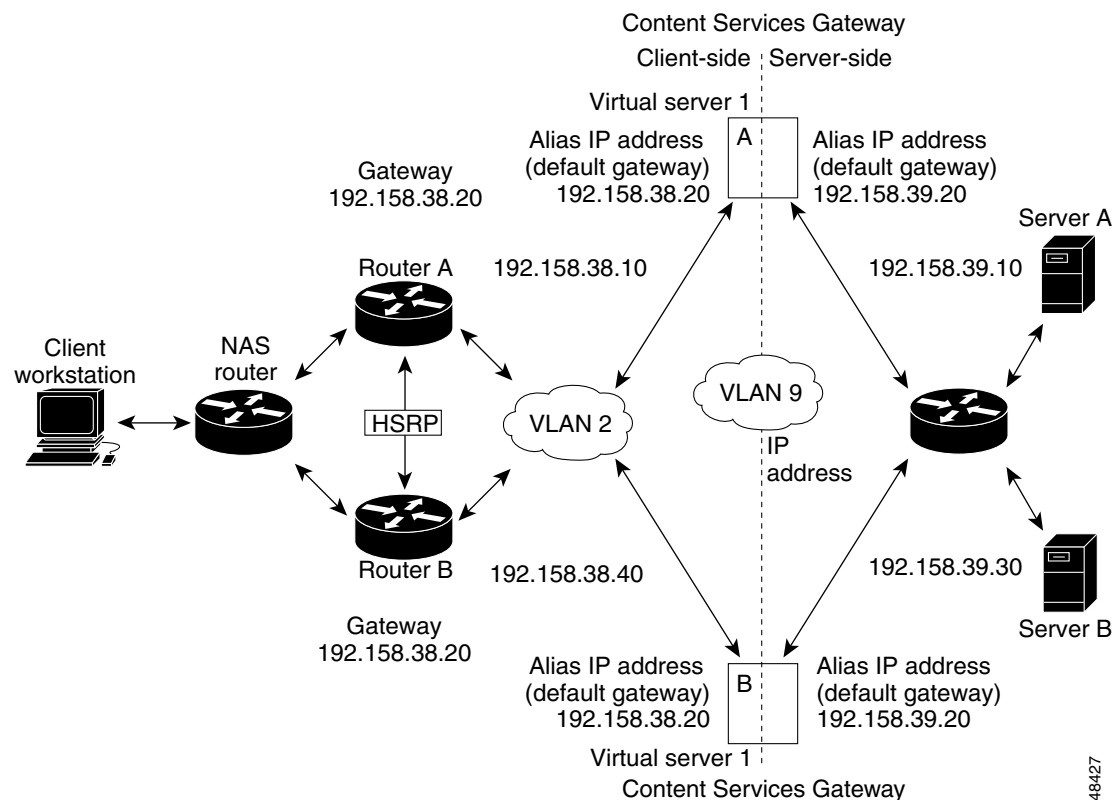 Content Services Gateway
Client-side
Server-side
Virtual server 1
A
Alias IP address
(default gateway)
192.158.38.20
Alias IP address
(default gateway)
192.158.39.20
Gateway
192.158.38.20
Server A
Router A
192.158.38.10
192.158.39.10
Client
workstation
NAS
router
HSRP
VLAN 2
VLAN 9
IP
address
Router B
192.158.38.40
192.158.39.30
Gateway
192.158.38.20
Server B
Alias IP address
(default gateway)
192.158.38.20
B
Alias IP address
(default gateway)
192.158.39.20
Virtual server 1
Content Services Gateway
48427